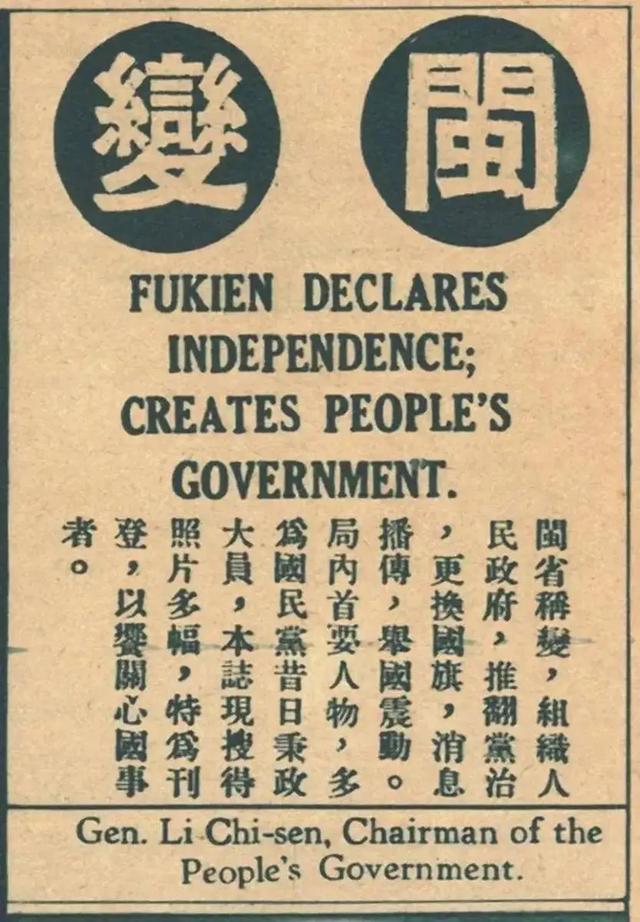 閩變
FUKIEN DECLARES
INDEPENDENCE;
CREATES PEOPLE'S
GOVERNMENT.
閩省稱變，組織人
民政府，推翻黨治
，更換國旗，消息
播傳，舉國震動。
局內首要人物，多
爲國民黨昔日秉政
大員，本誌現搜得
照片多幅，特爲刊
登，以饗關心國事
者。
Gen. Li Chi-sen, Chairman of the
People's Government.